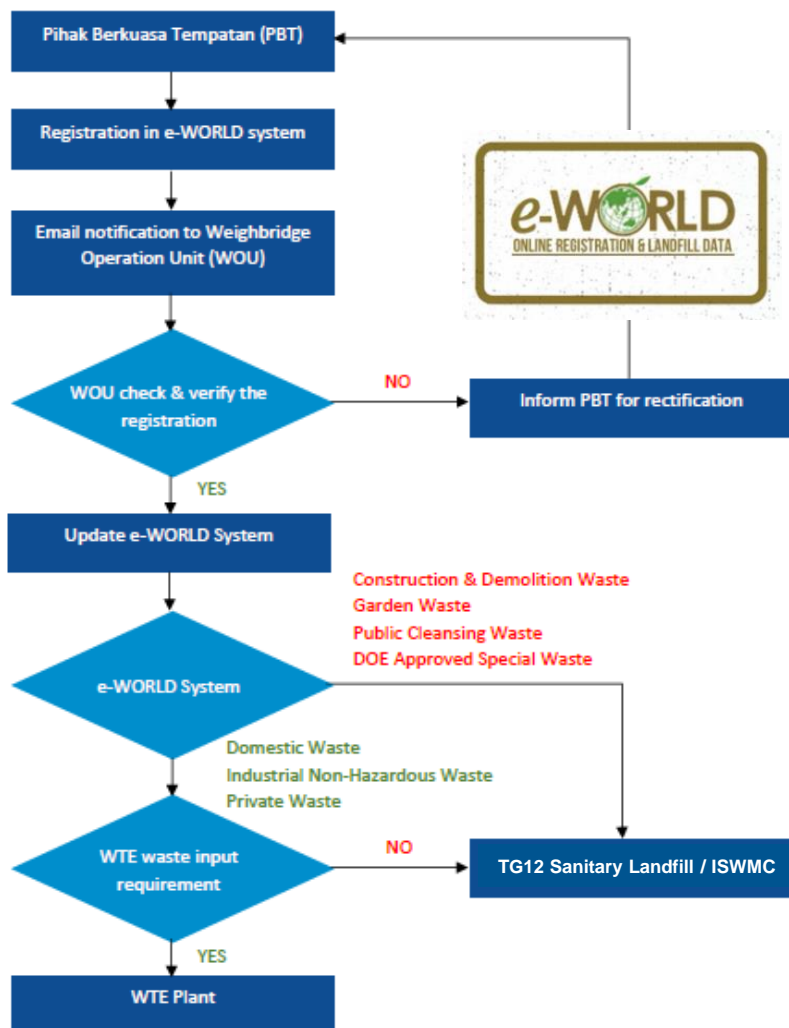 Pihak Berkuasa Tempatan (PBT)
Registration in e-WORLD system
e-WORLD
ONLINE REGISTRATION & LANDFILL DATA
Email notification to Weighbridge
Operation Unit (WOU)
WOU check & verify the
registration
NO
Inform PBT for rectification
YES
Update e-WORLD System
Construction & Demolition Waste
Garden Waste
Public Cleansing Waste
DOE Approved Special Waste
e-WORLD System
Domestic Waste
Industrial Non-Hazardous Waste
Private Waste
WTE waste input
requirement
NO
TG12 Sanitary Landfill / ISWMC
YES
WTE Plant